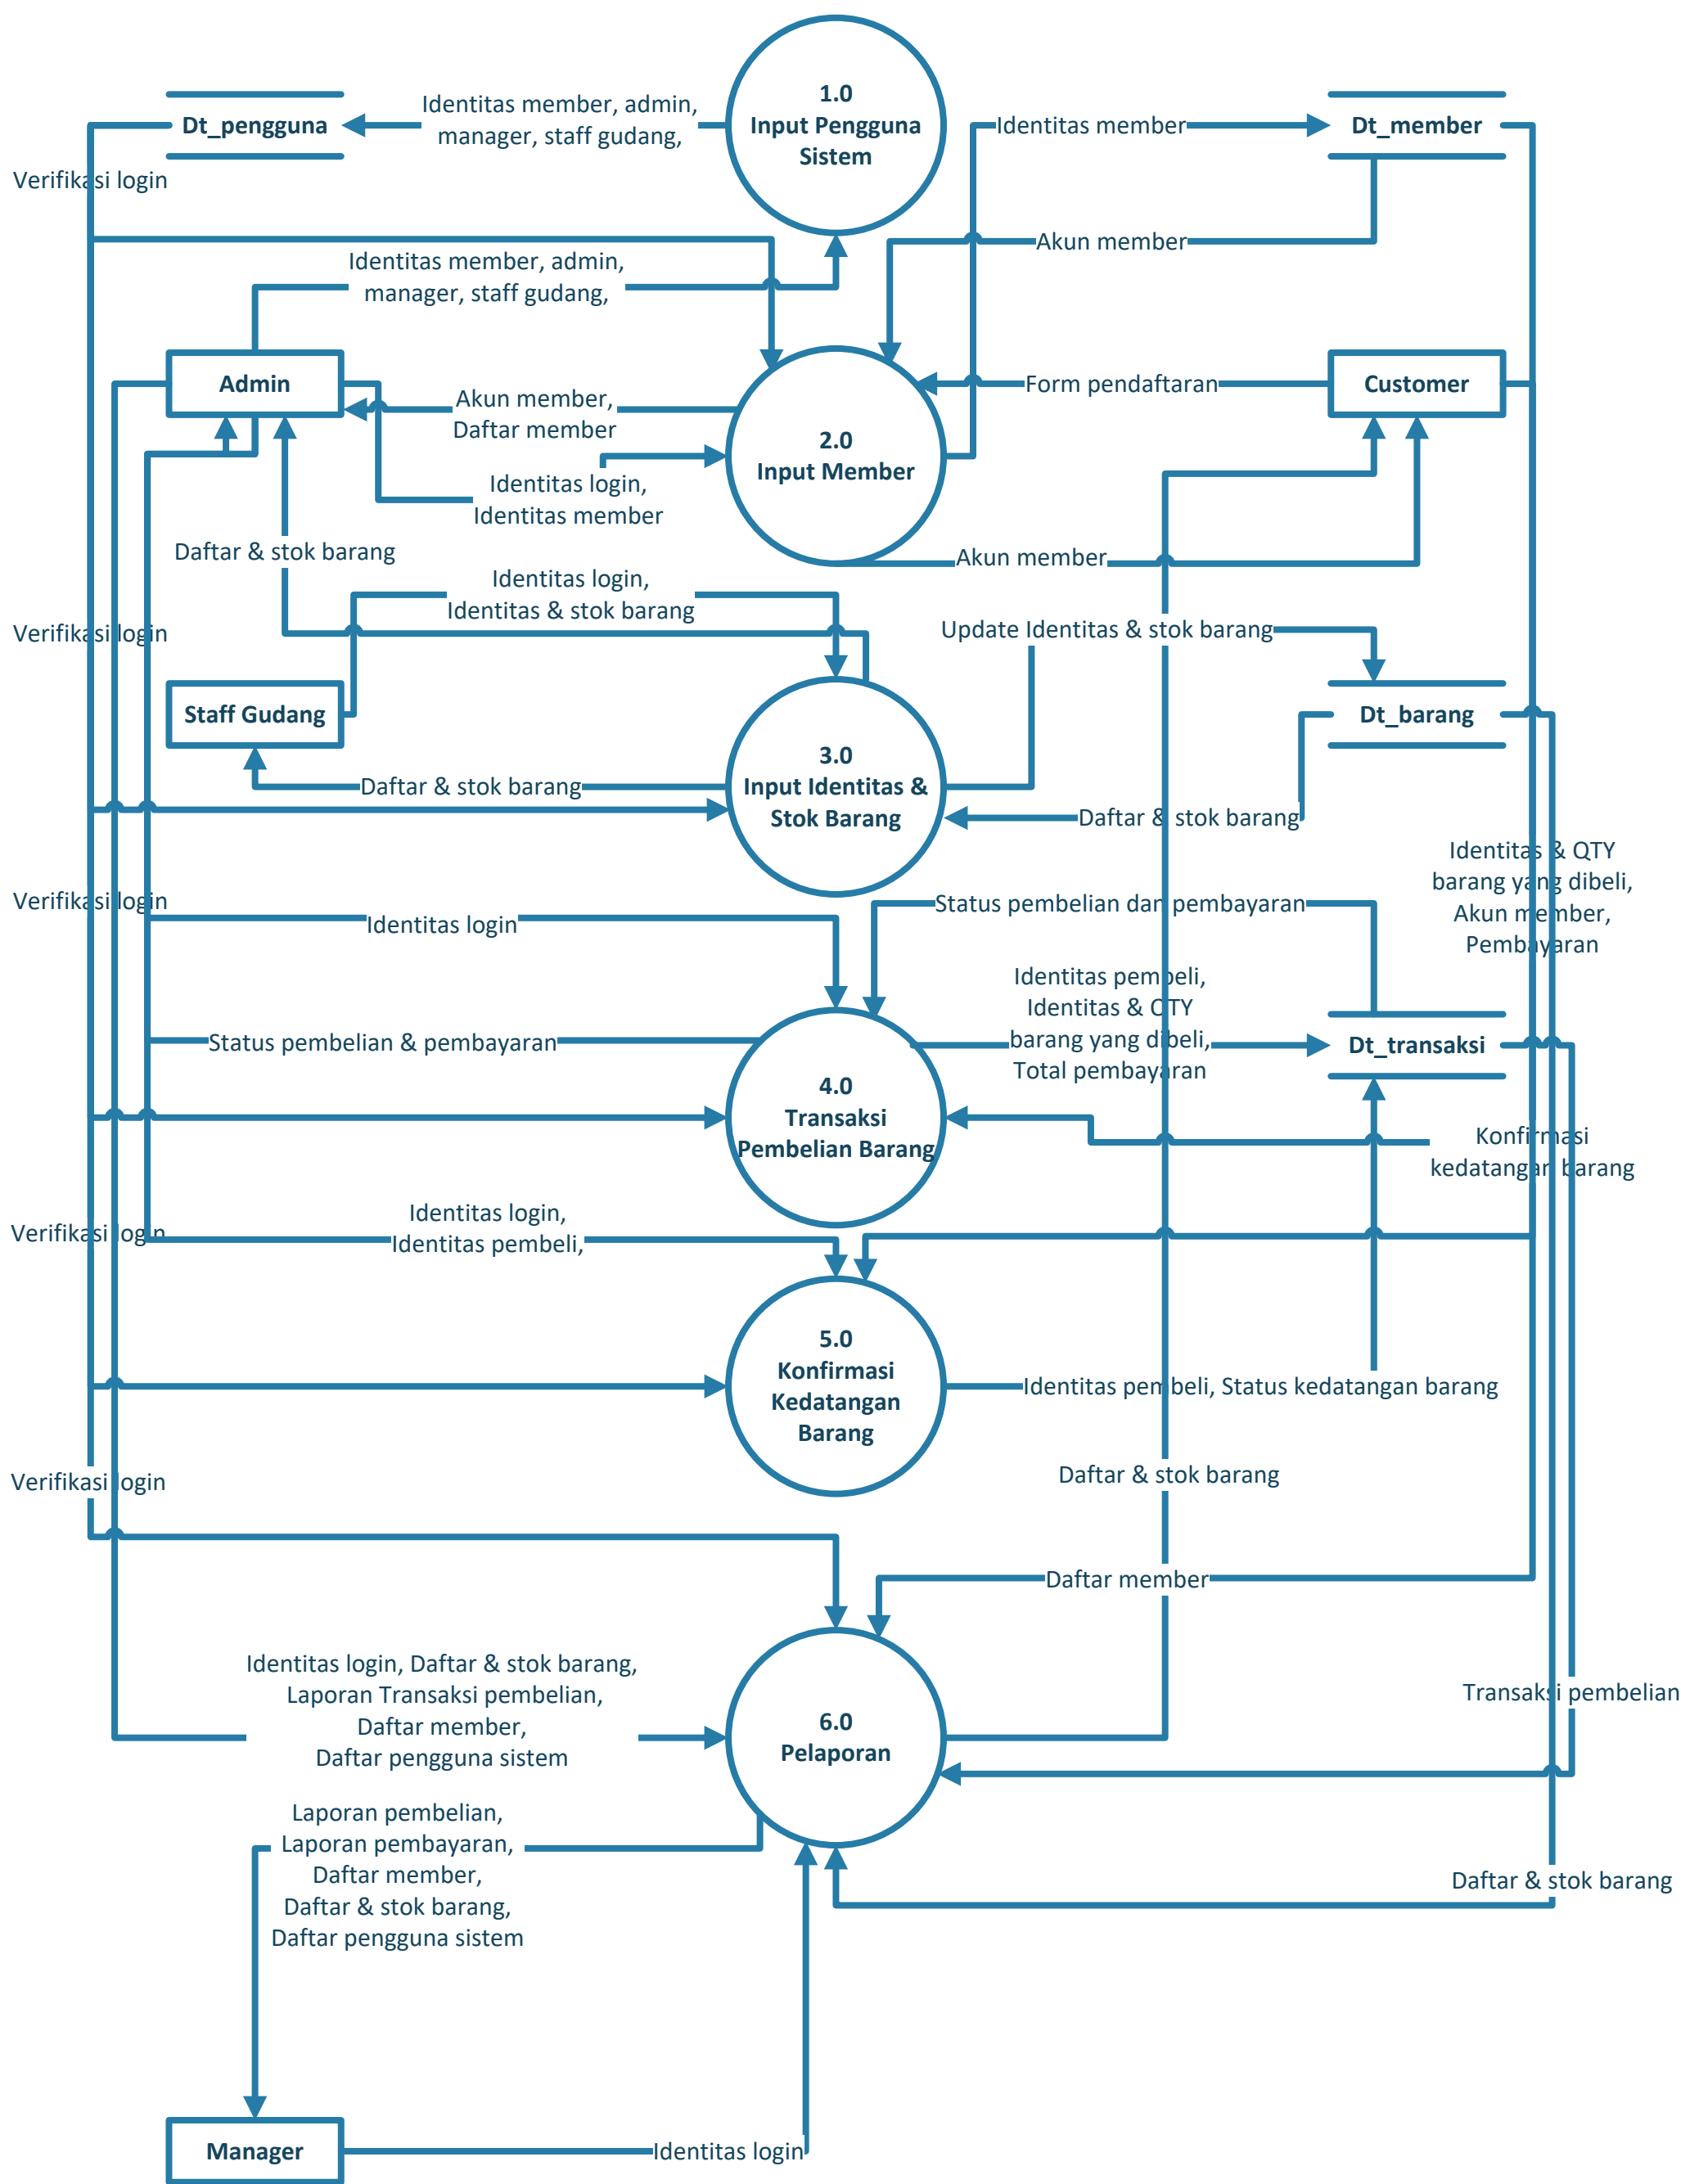 1.0
Input Pengguna
Sistem
Dt_pengguna
Identitas member, admin,
manager, staff gudang,
Identitas member
Dt_member
Verifikasi login
Akun member
Identitas member, admin,
manager, staff gudang,
Admin
Akun member,
Daftar member
Form pendaftaran
Customer
2.0
Input Member
Identitas login,
Identitas member
Daftar & stok barang
Akun member
Identitas login,
Identitas & stok barang
Verifikasi login
Update Identitas & stok barang
Staff Gudang
Dt_barang
3.0
Input Identitas &
Stok Barang
Daftar & stok barang
Daftar & stok barang
Identitas & QTY
barang yang dibeli,
Akun member,
Pembayaran
Verifikasi login
Identitas login
Status pembelian dan pembayaran
Identitas pembeli,
Identitas & QTY
barang yang dibeli,
Total pembayaran
Status pembelian & pembayaran
Dt_transaksi
4.0
Transaksi
Pembelian Barang
Konfirmasi
kedatangan barang
Verifikasi login
Identitas login,
Identitas pembeli,
5.0
Konfirmasi
Kedatangan
Barang
Identitas pembeli, Status kedatangan barang
Verifikasi login
Daftar & stok barang
Daftar member
Identitas login, Daftar & stok barang,
Laporan Transaksi pembelian,
Daftar member,
Daftar pengguna sistem
6.0
Pelaporan
Transaksi pembelian
Laporan pembelian,
Laporan pembayaran,
Daftar member,
Daftar & stok barang,
Daftar pengguna sistem
Daftar & stok barang
Manager
Identitas login